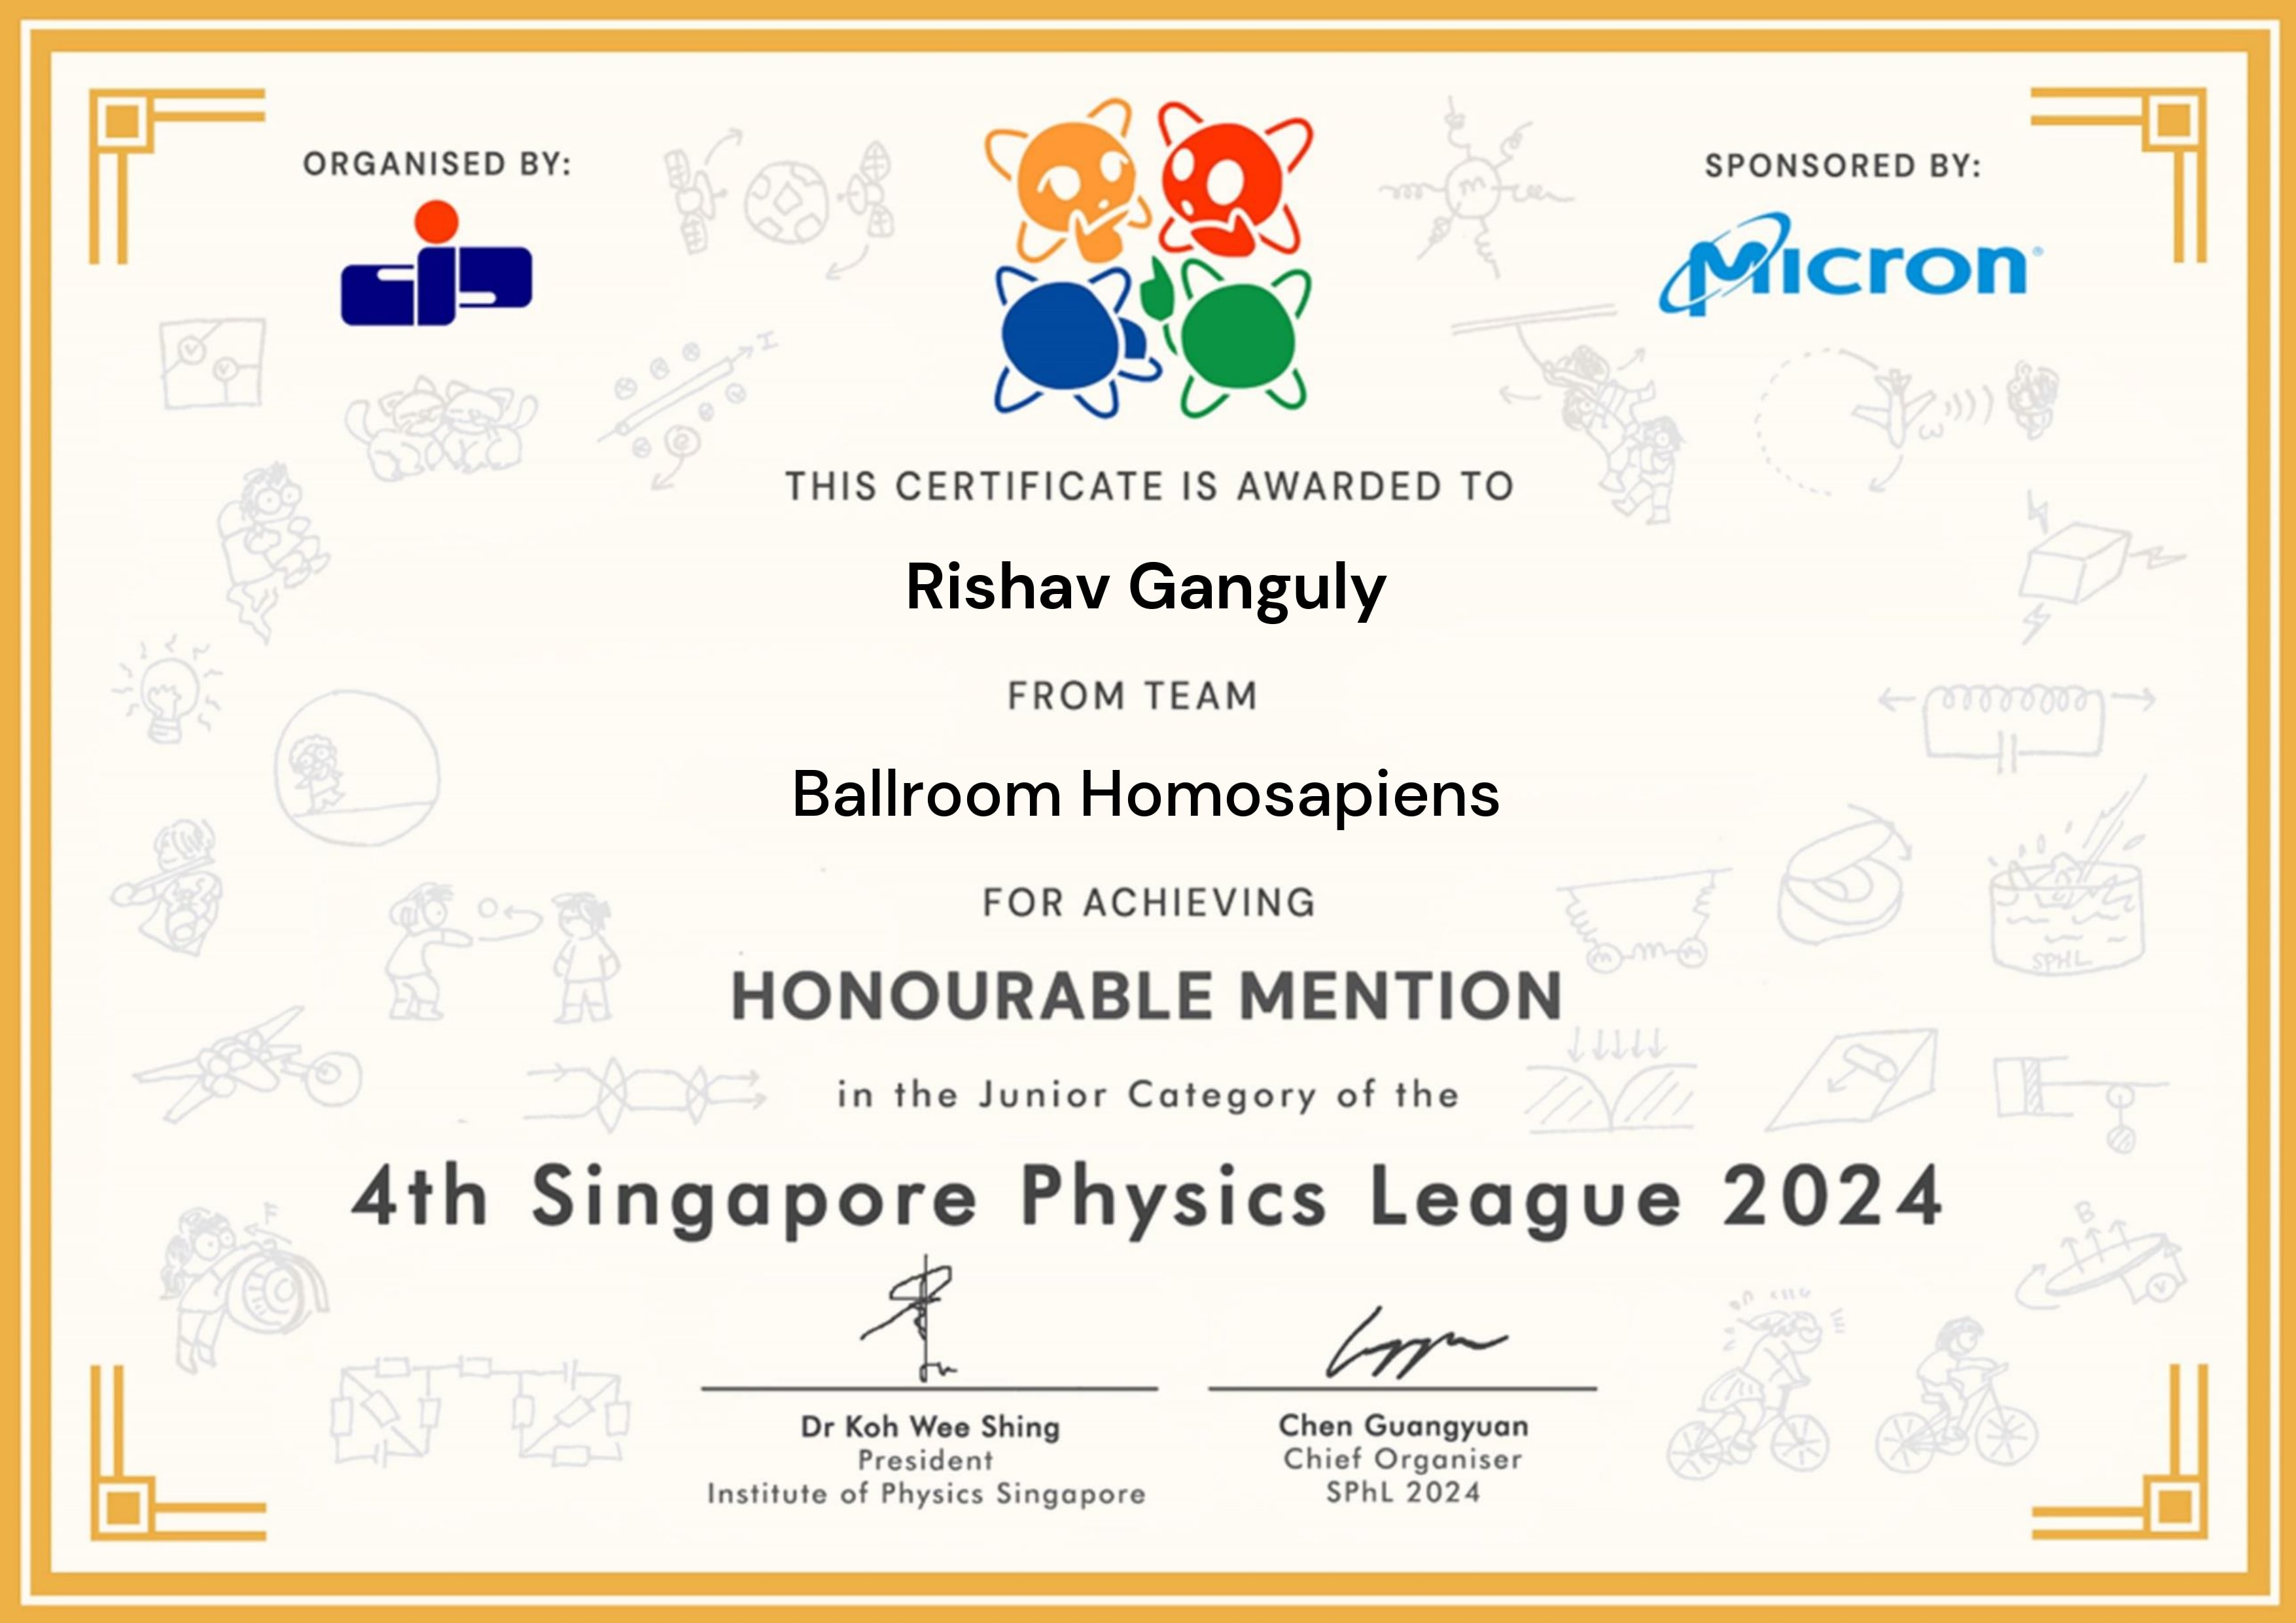 ORGANISED BY:
SPONSORED BY:
Micron®
THIS CERTIFICATE IS AWARDED TO
Rishav Ganguly
FROM TEAM
Ballroom Homosapiens
FOR ACHIEVING
HONOURABLE MENTION
in the Junior Category of the
4th Singapore Physics League 2024
Dr Koh Wee Shing
President
Institute of Physics Singapore
Chen Guangyuan
Chief Organiser
SPhL 2024
m
I
V
V
ω
m
m
m
SPHL
F
B
V